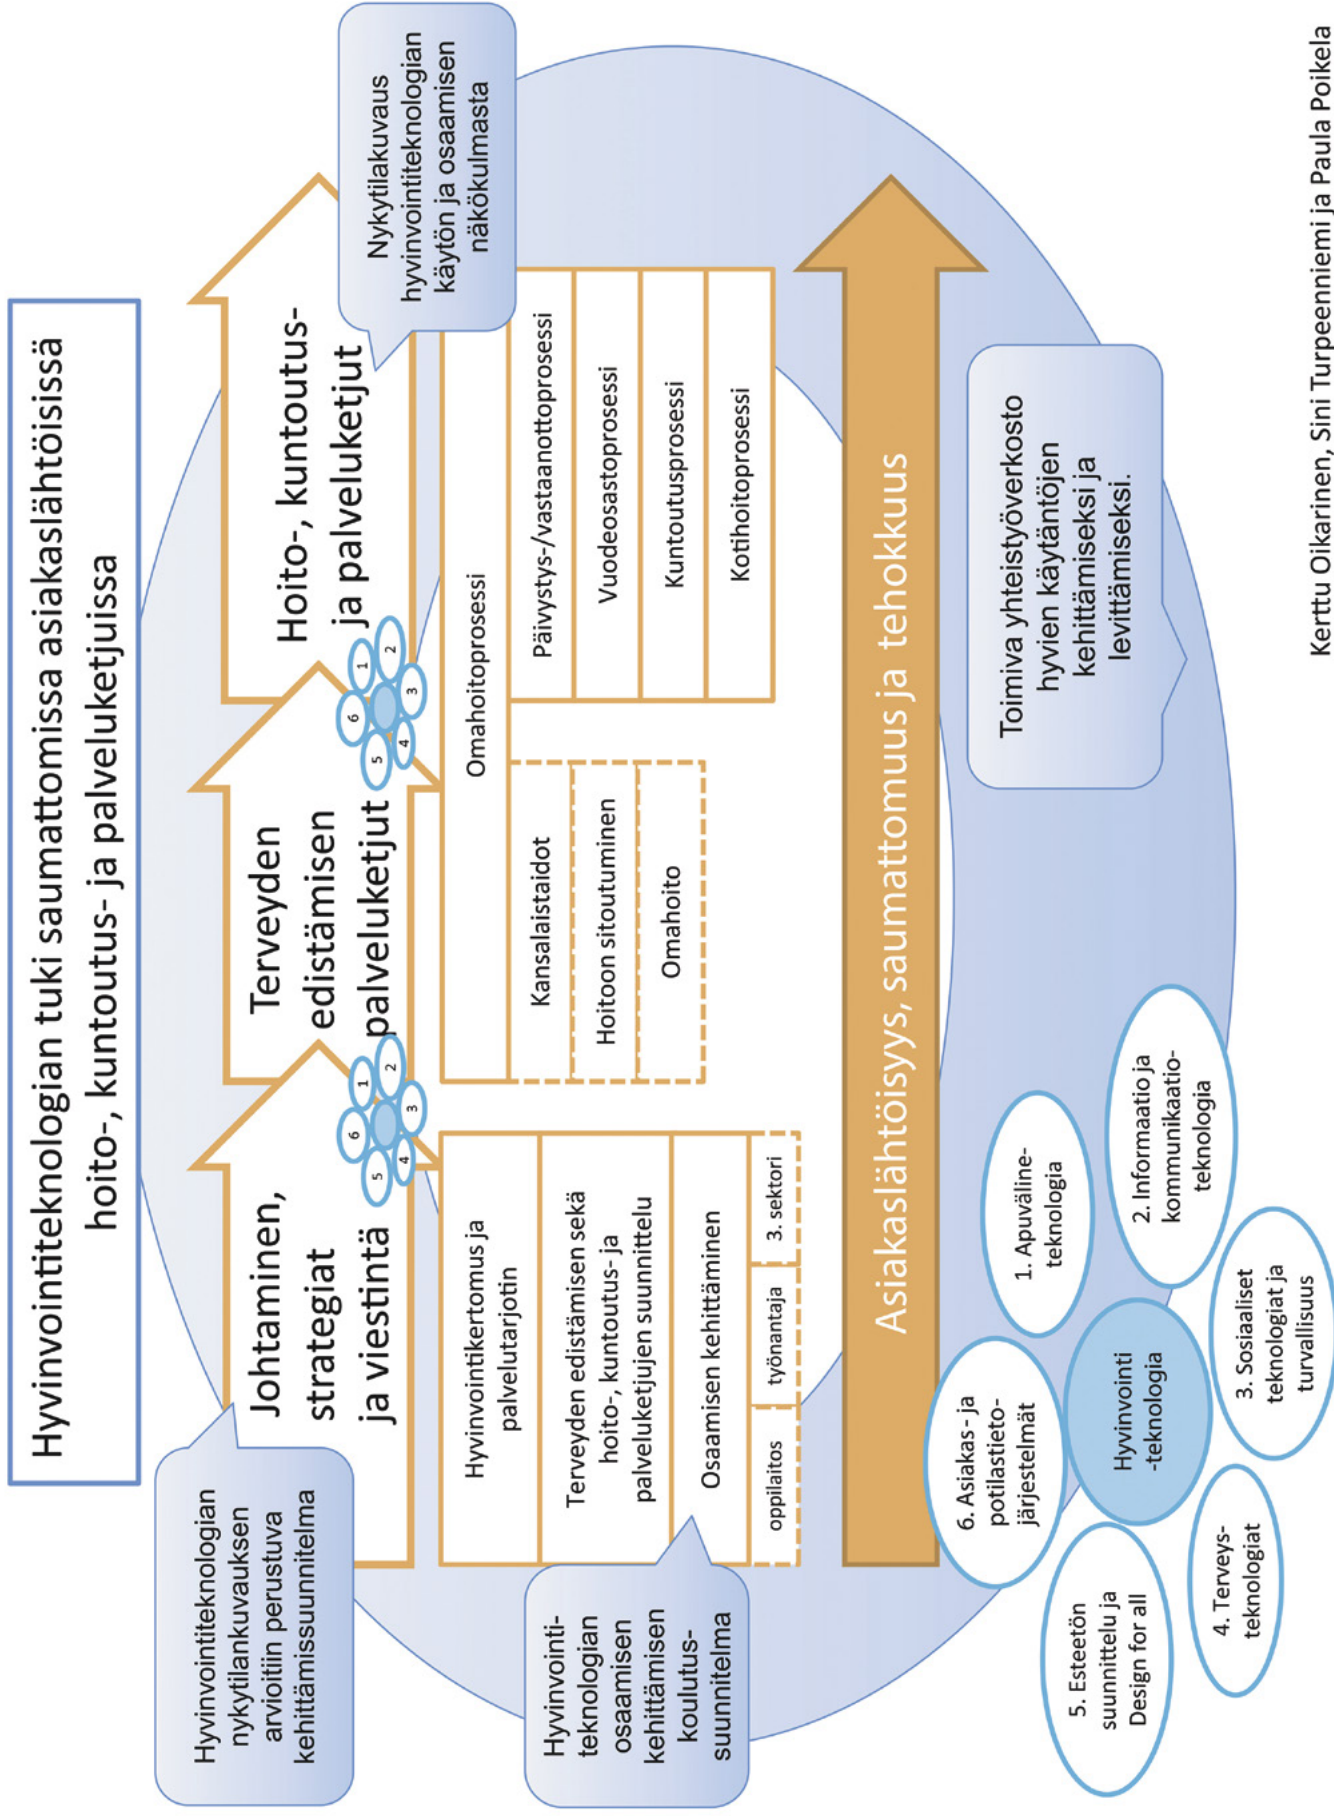 Hyvinvointiteknologian tuki saumattomissa asiakaslähtöisissä
hoito-, kuntoutus- ja palveluketjuissa
Hyvinvointiteknologian
nykytilankuvauksen
arvioitiin perustuva
kehittämissuunnitelma
Johtaminen,
strategiat
ja viestintä
Terveyden
edistämisen
palveluketjut
Hoito-, kuntoutus-
ja palveluketjut
Nykytilakuvaus
hyvinvointiteknologian
käytön ja osaamisen
näkökulmasta
1
2
3
4
5
6
1
2
3
4
5
6
Hyvinvointikertomus ja
palvelutarjotin
Terveyden edistämisen sekä
hoito-, kuntoutus- ja
palveluketjujen suunnittelu
Osaamisen kehittäminen
oppilaitos
työnantaja
3. sektori
Hyvinvointi-
teknologian
osaamisen
kehittämisen
koulutus-
suunnitelma
Omahoitoprosessi
Kansalaistaidot
Hoitoon sitoutuminen
Omahoito
Päivystys-/vastaanottoprosessi
Vuodeosastoprosessi
Kuntoutusprosessi
Kotihoitoprosessi
Asiakaslähtöisyys, saumattomuus ja tehokkuus
Toimiva yhteistyöverkosto
hyvien käytäntöjen
kehittämiseksi ja
levittämiseksi.
Hyvinvointi
-teknologia
1. Apuväline-
teknologia
2. Informaatio ja
kommunikaatio-
teknologia
3. Sosiaaliset
teknologiat ja
turvallisuus
4. Terveys-
teknologiat
5. Esteetön
suunnittelu ja
Design for all
6. Asiakas - ja
potilastieto-
järjestelmät
Kerttu Oikarinen, Sini Turpeenniemi ja Paula Poikela